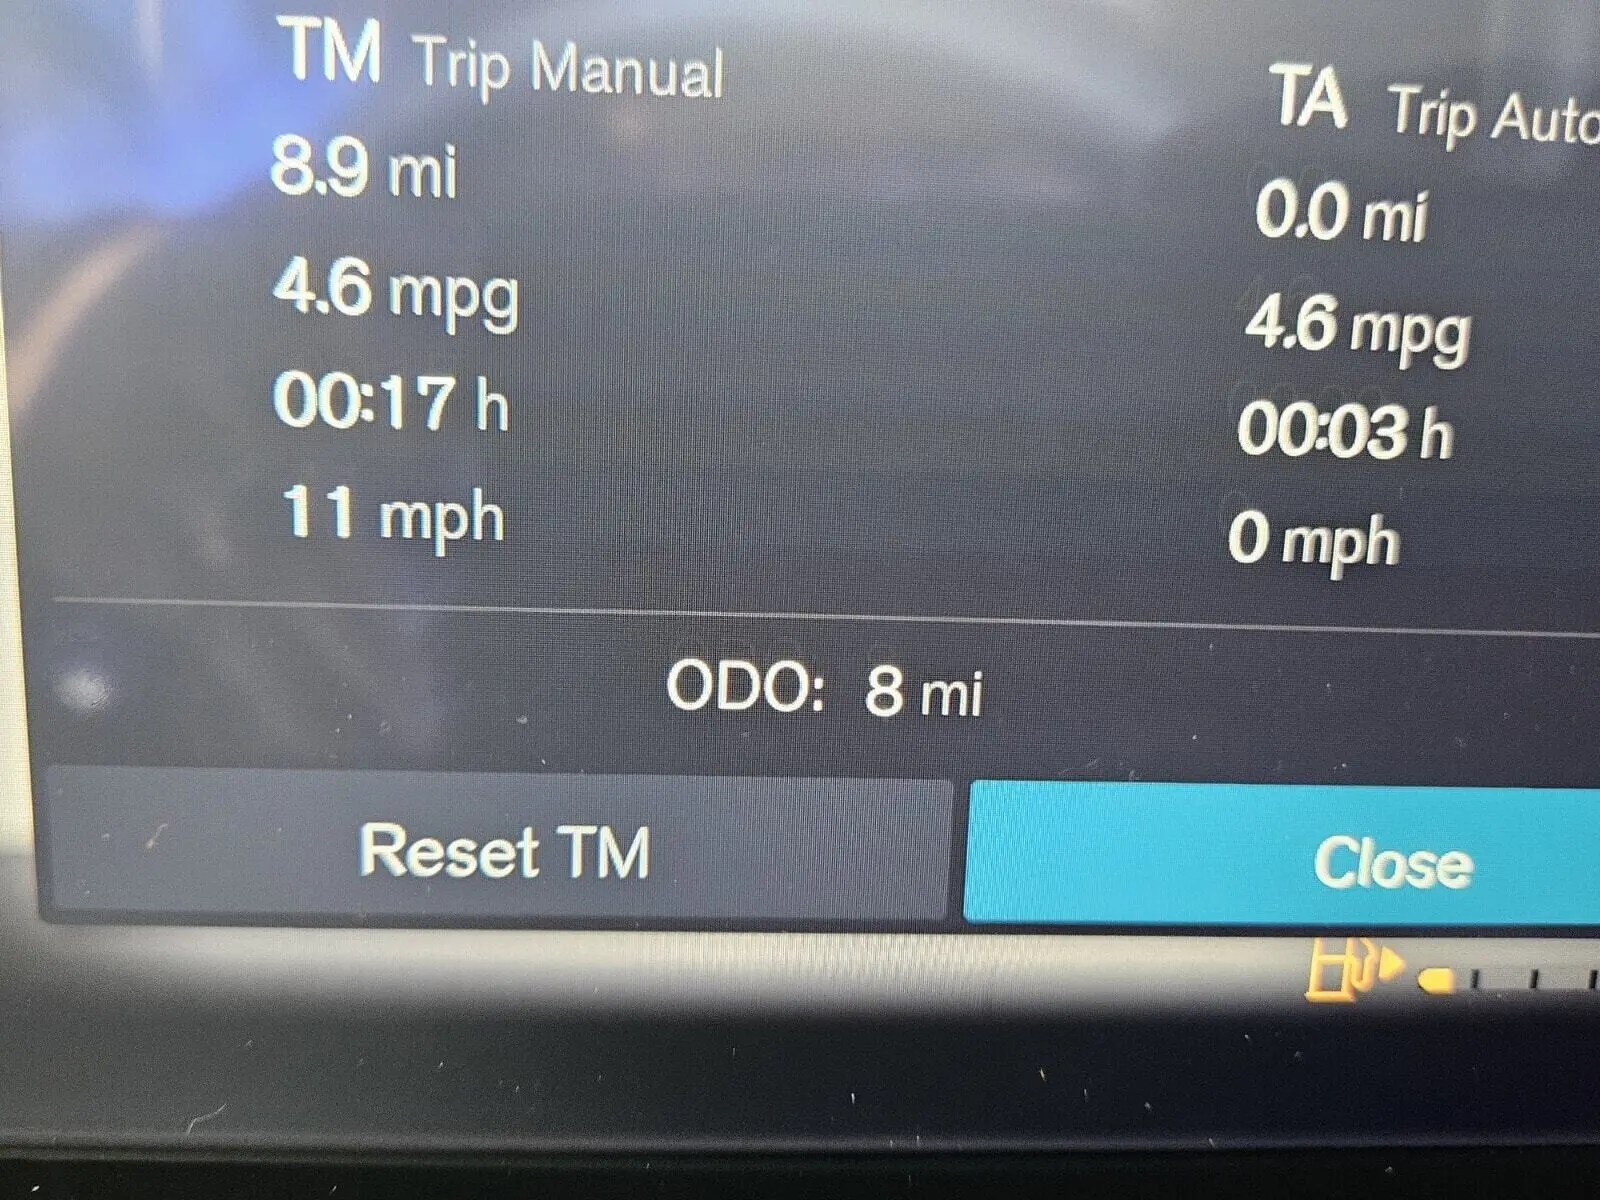 TM Trip Manual
8.9 mi
4.6 mpg
00:17 h
11 mph
TA Trip Auto
0.0 mi
4.6 mpg
00:03 h
0 mph
ODO: 8 mi
Reset TM
Close